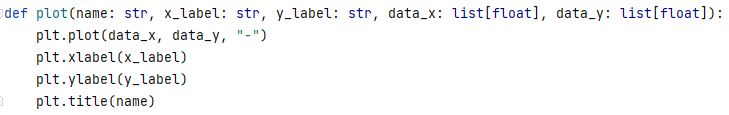 def plot(name: str, x_label: str, y_label: str, data_x: list[float], data_y: list[float]):
    plt.plot(data_x, data_y, "-")
    plt.xlabel(x_label)
    plt.ylabel(y_label)
    plt.title(name)